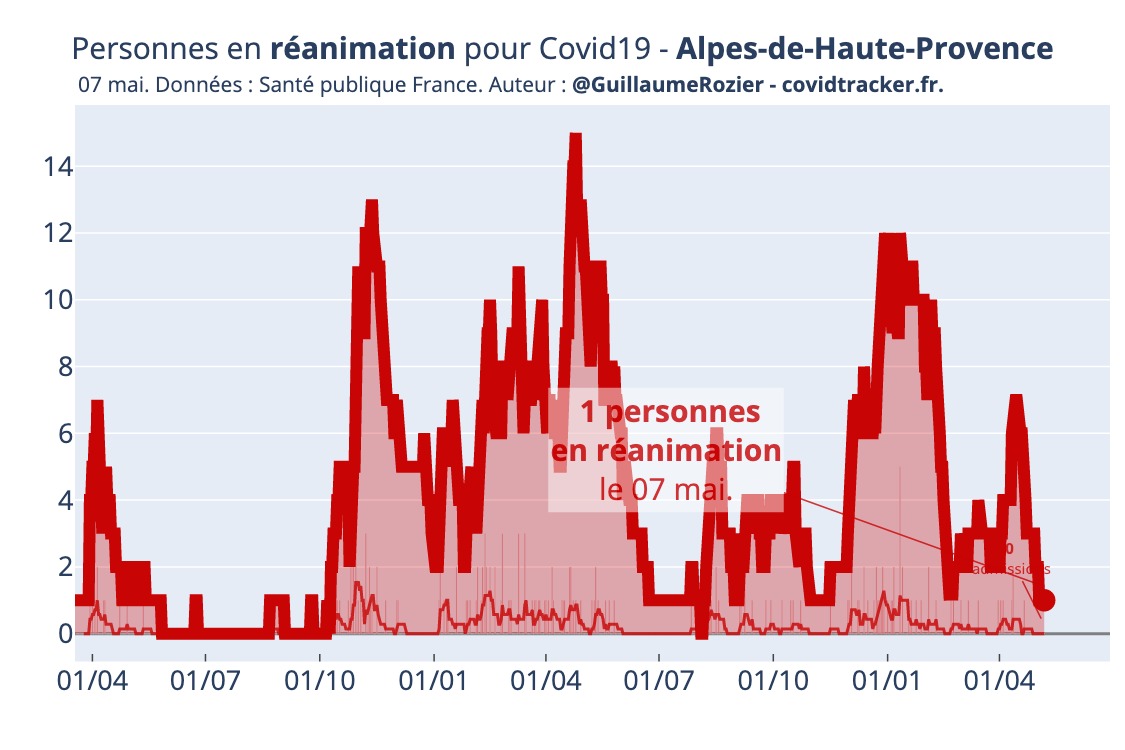 Personnes en réanimation pour Covid19 - Alpes-de-Haute-Provence
07 mai. Données : Santé publique France. Auteur : @GuillaumeRozier - covidtracker.fr.
14
12
10
8
6
4
2
0
1 personnes
en réanimation
le 07 mai.
0
admissions
01/04 01/07 01/10 01/01 01/04 01/07 01/10 01/01 01/04